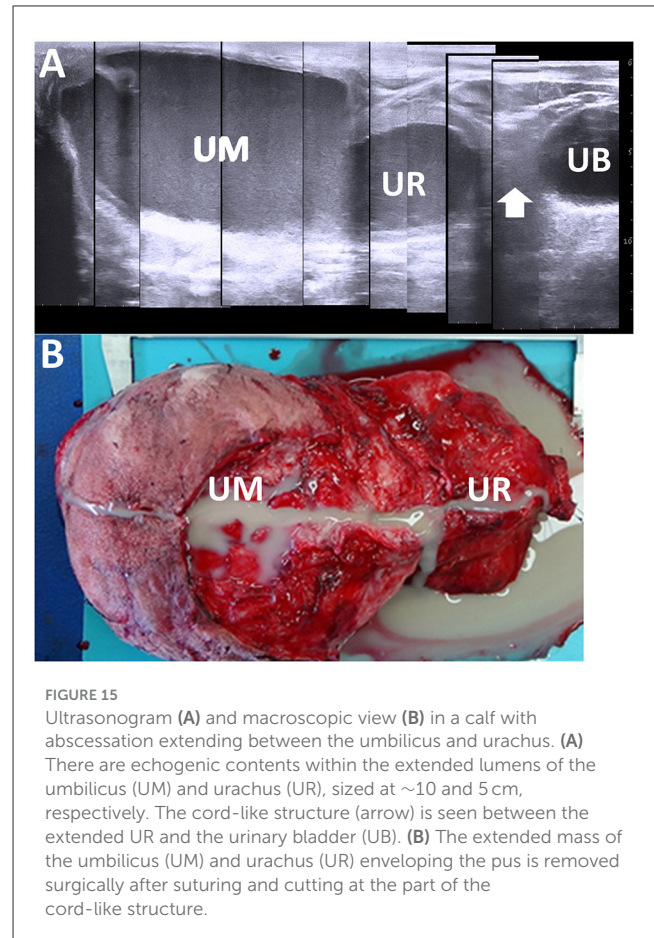 A
UM
UR
UB
0
5
10
B
UM
UR
FIGURE 15
Ultrasonogram (A) and macroscopic view (B) in a calf with
abscessation extending between the umbilicus and urachus. (A)
There are echogenic contents within the extended lumens of the
umbilicus (UM) and urachus (UR), sized at ~10 and 5 cm,
respectively. The cord-like structure (arrow) is seen between the
extended UR and the urinary bladder (UB). (B) The extended mass of
the umbilicus (UM) and urachus (UR) enveloping the pus is removed
surgically after suturing and cutting at the part of the
cord-like structure.